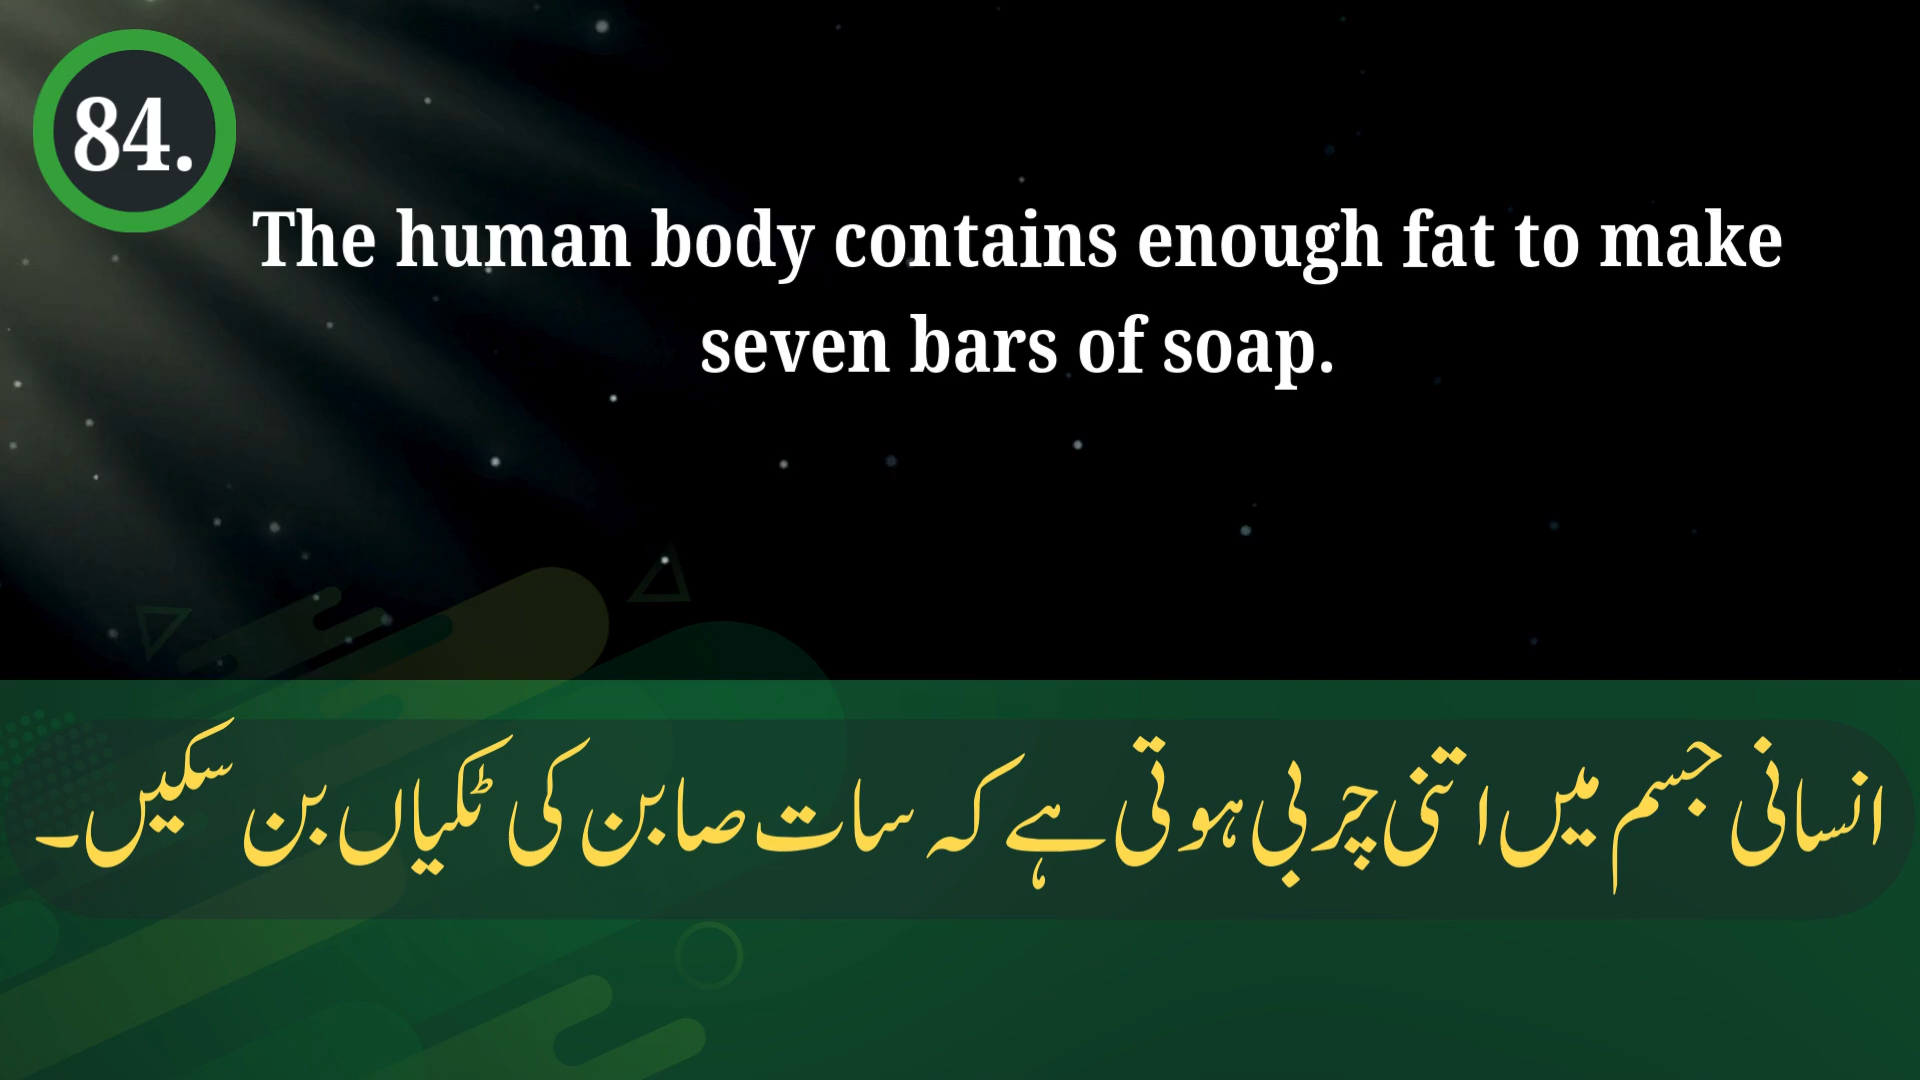 84.
The human body contains enough fat to make
seven bars of soap.
انسانی جسم میں اتنی چربی ہوتی ہے کہ سات صابن کی ٹکیاں بن سکیں۔